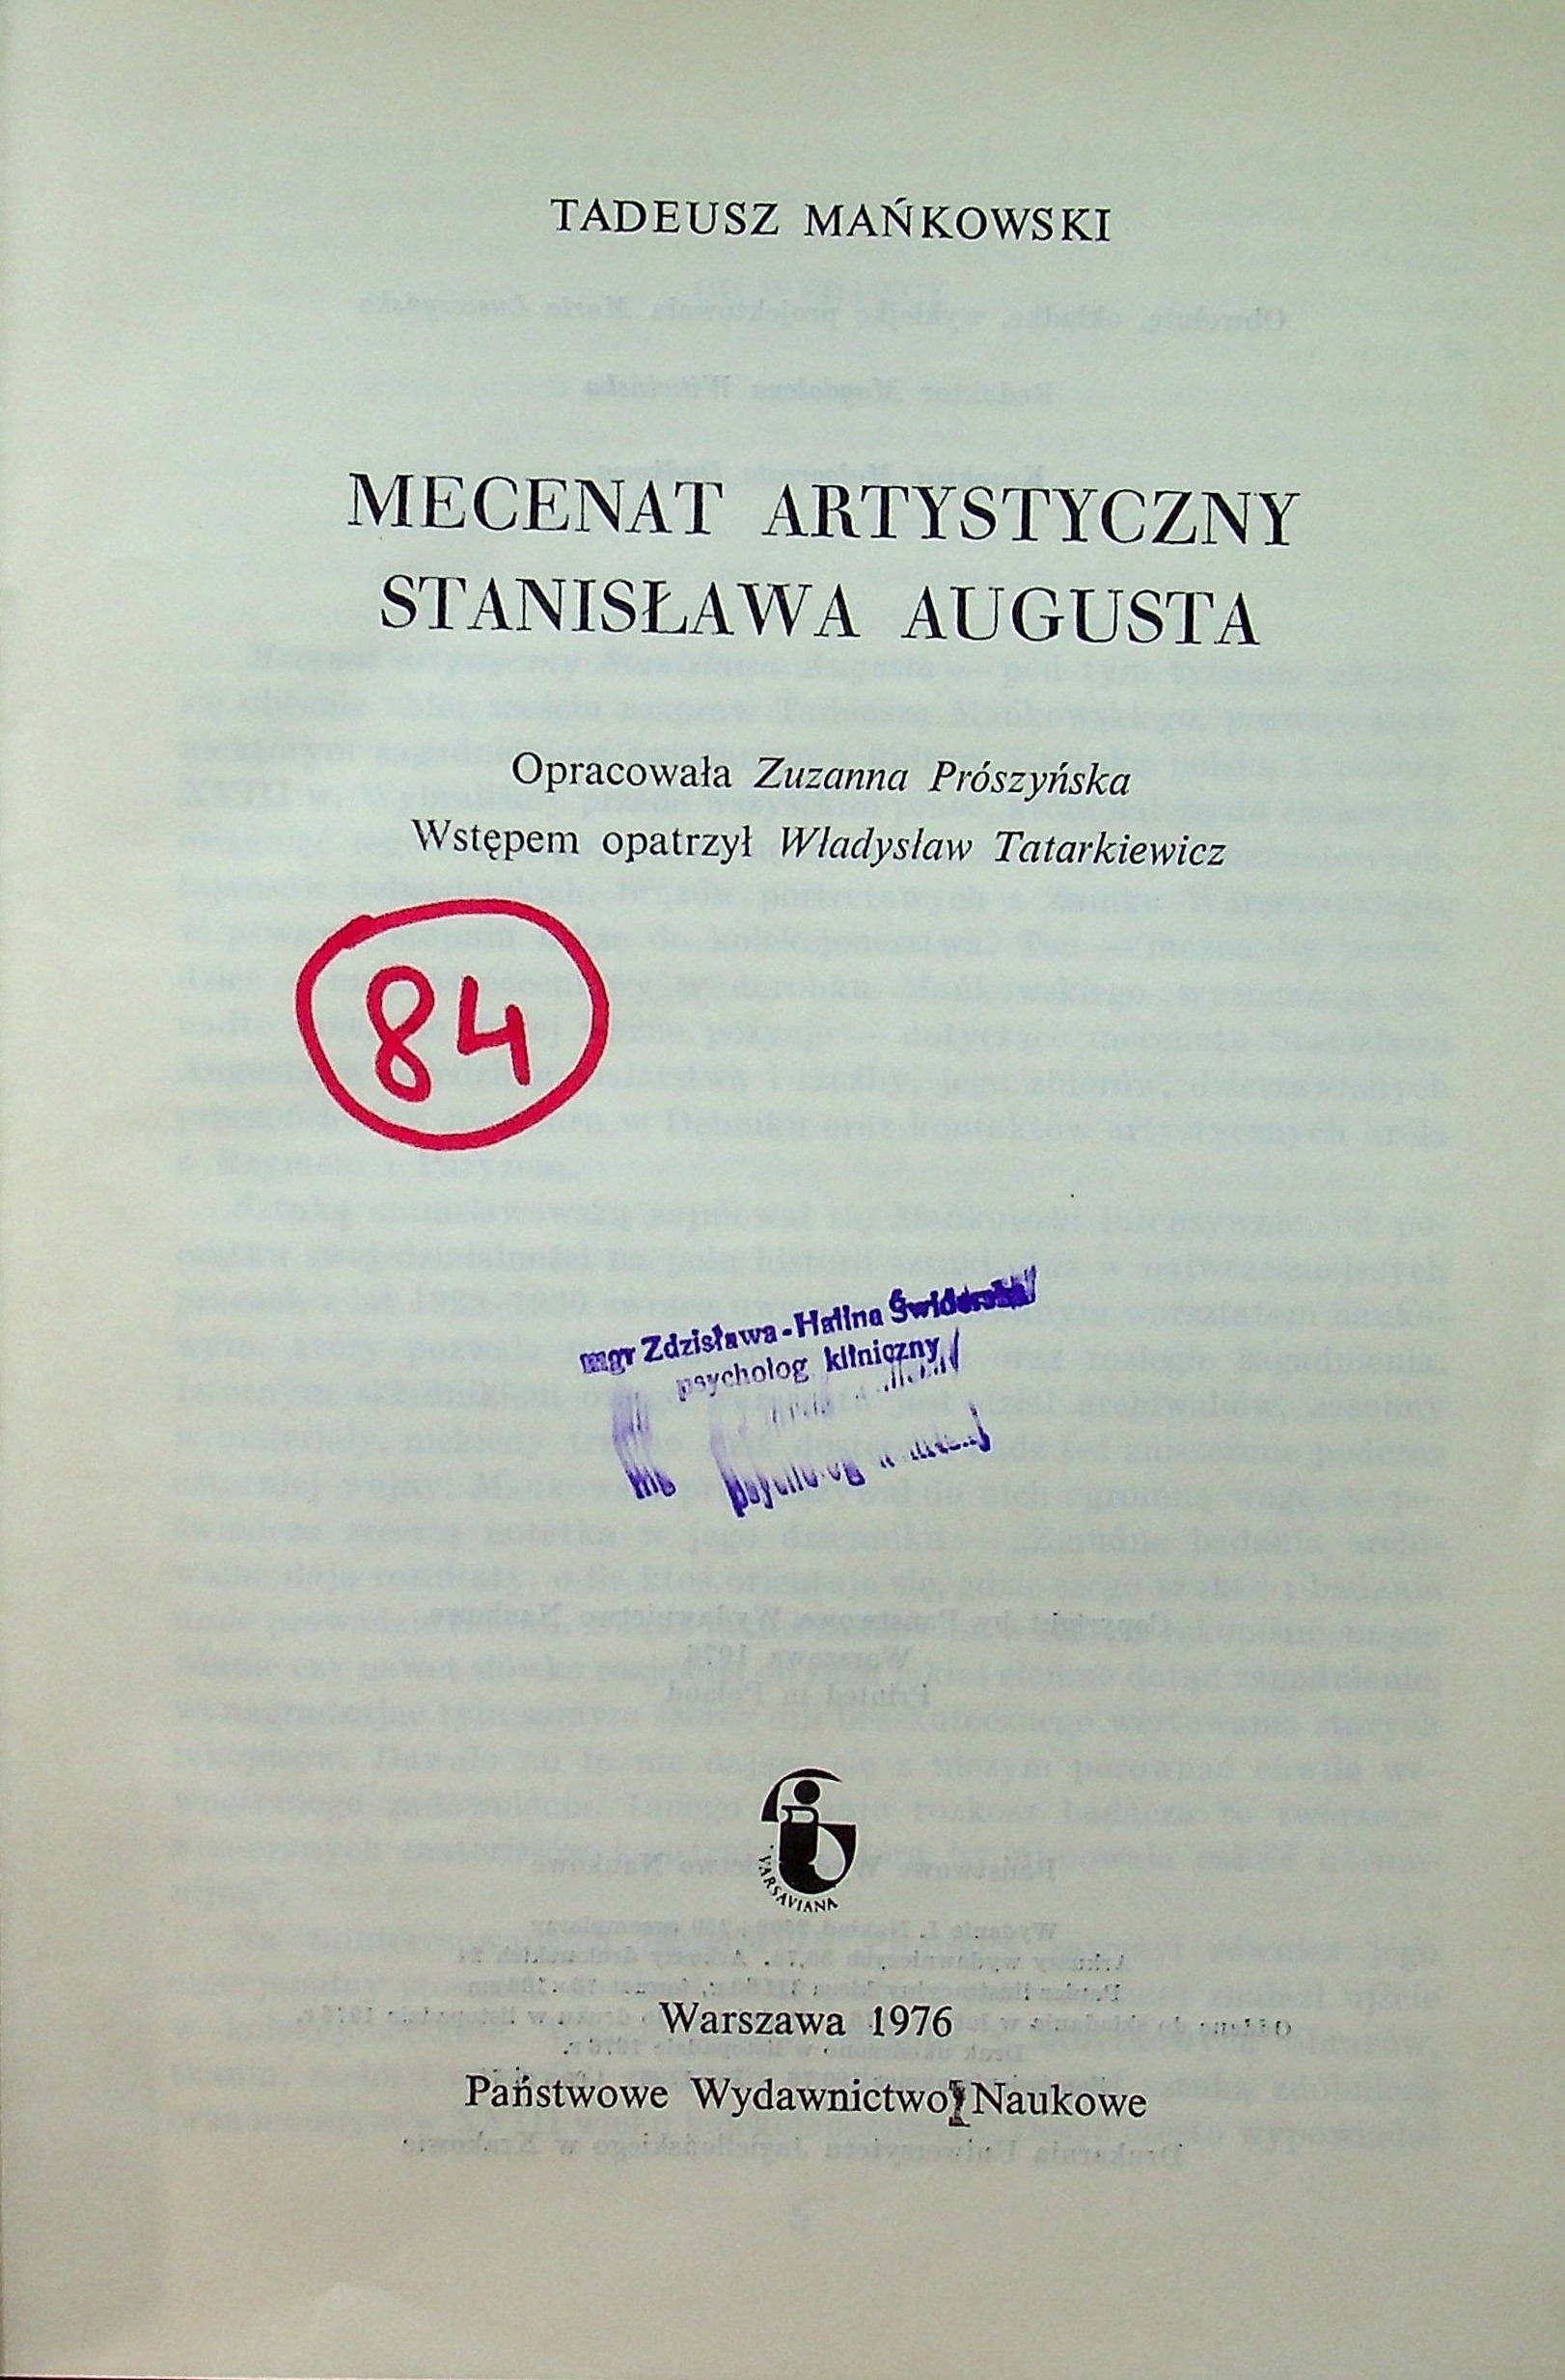 TADEUSZ MAŃKOWSKI
MECENAT ARTYSTYCZNY
STANISŁAWA AUGUSTA
Opracowała Zuzanna Prószyńska
Wstępem opatrzył Władysław Tatarkiewicz
84
mgr Zdzisława-Halina Świderska
psycholog kliniczny
VARSAVIANA
Warszawa 1976
Państwowe Wydawnictwo Naukowe